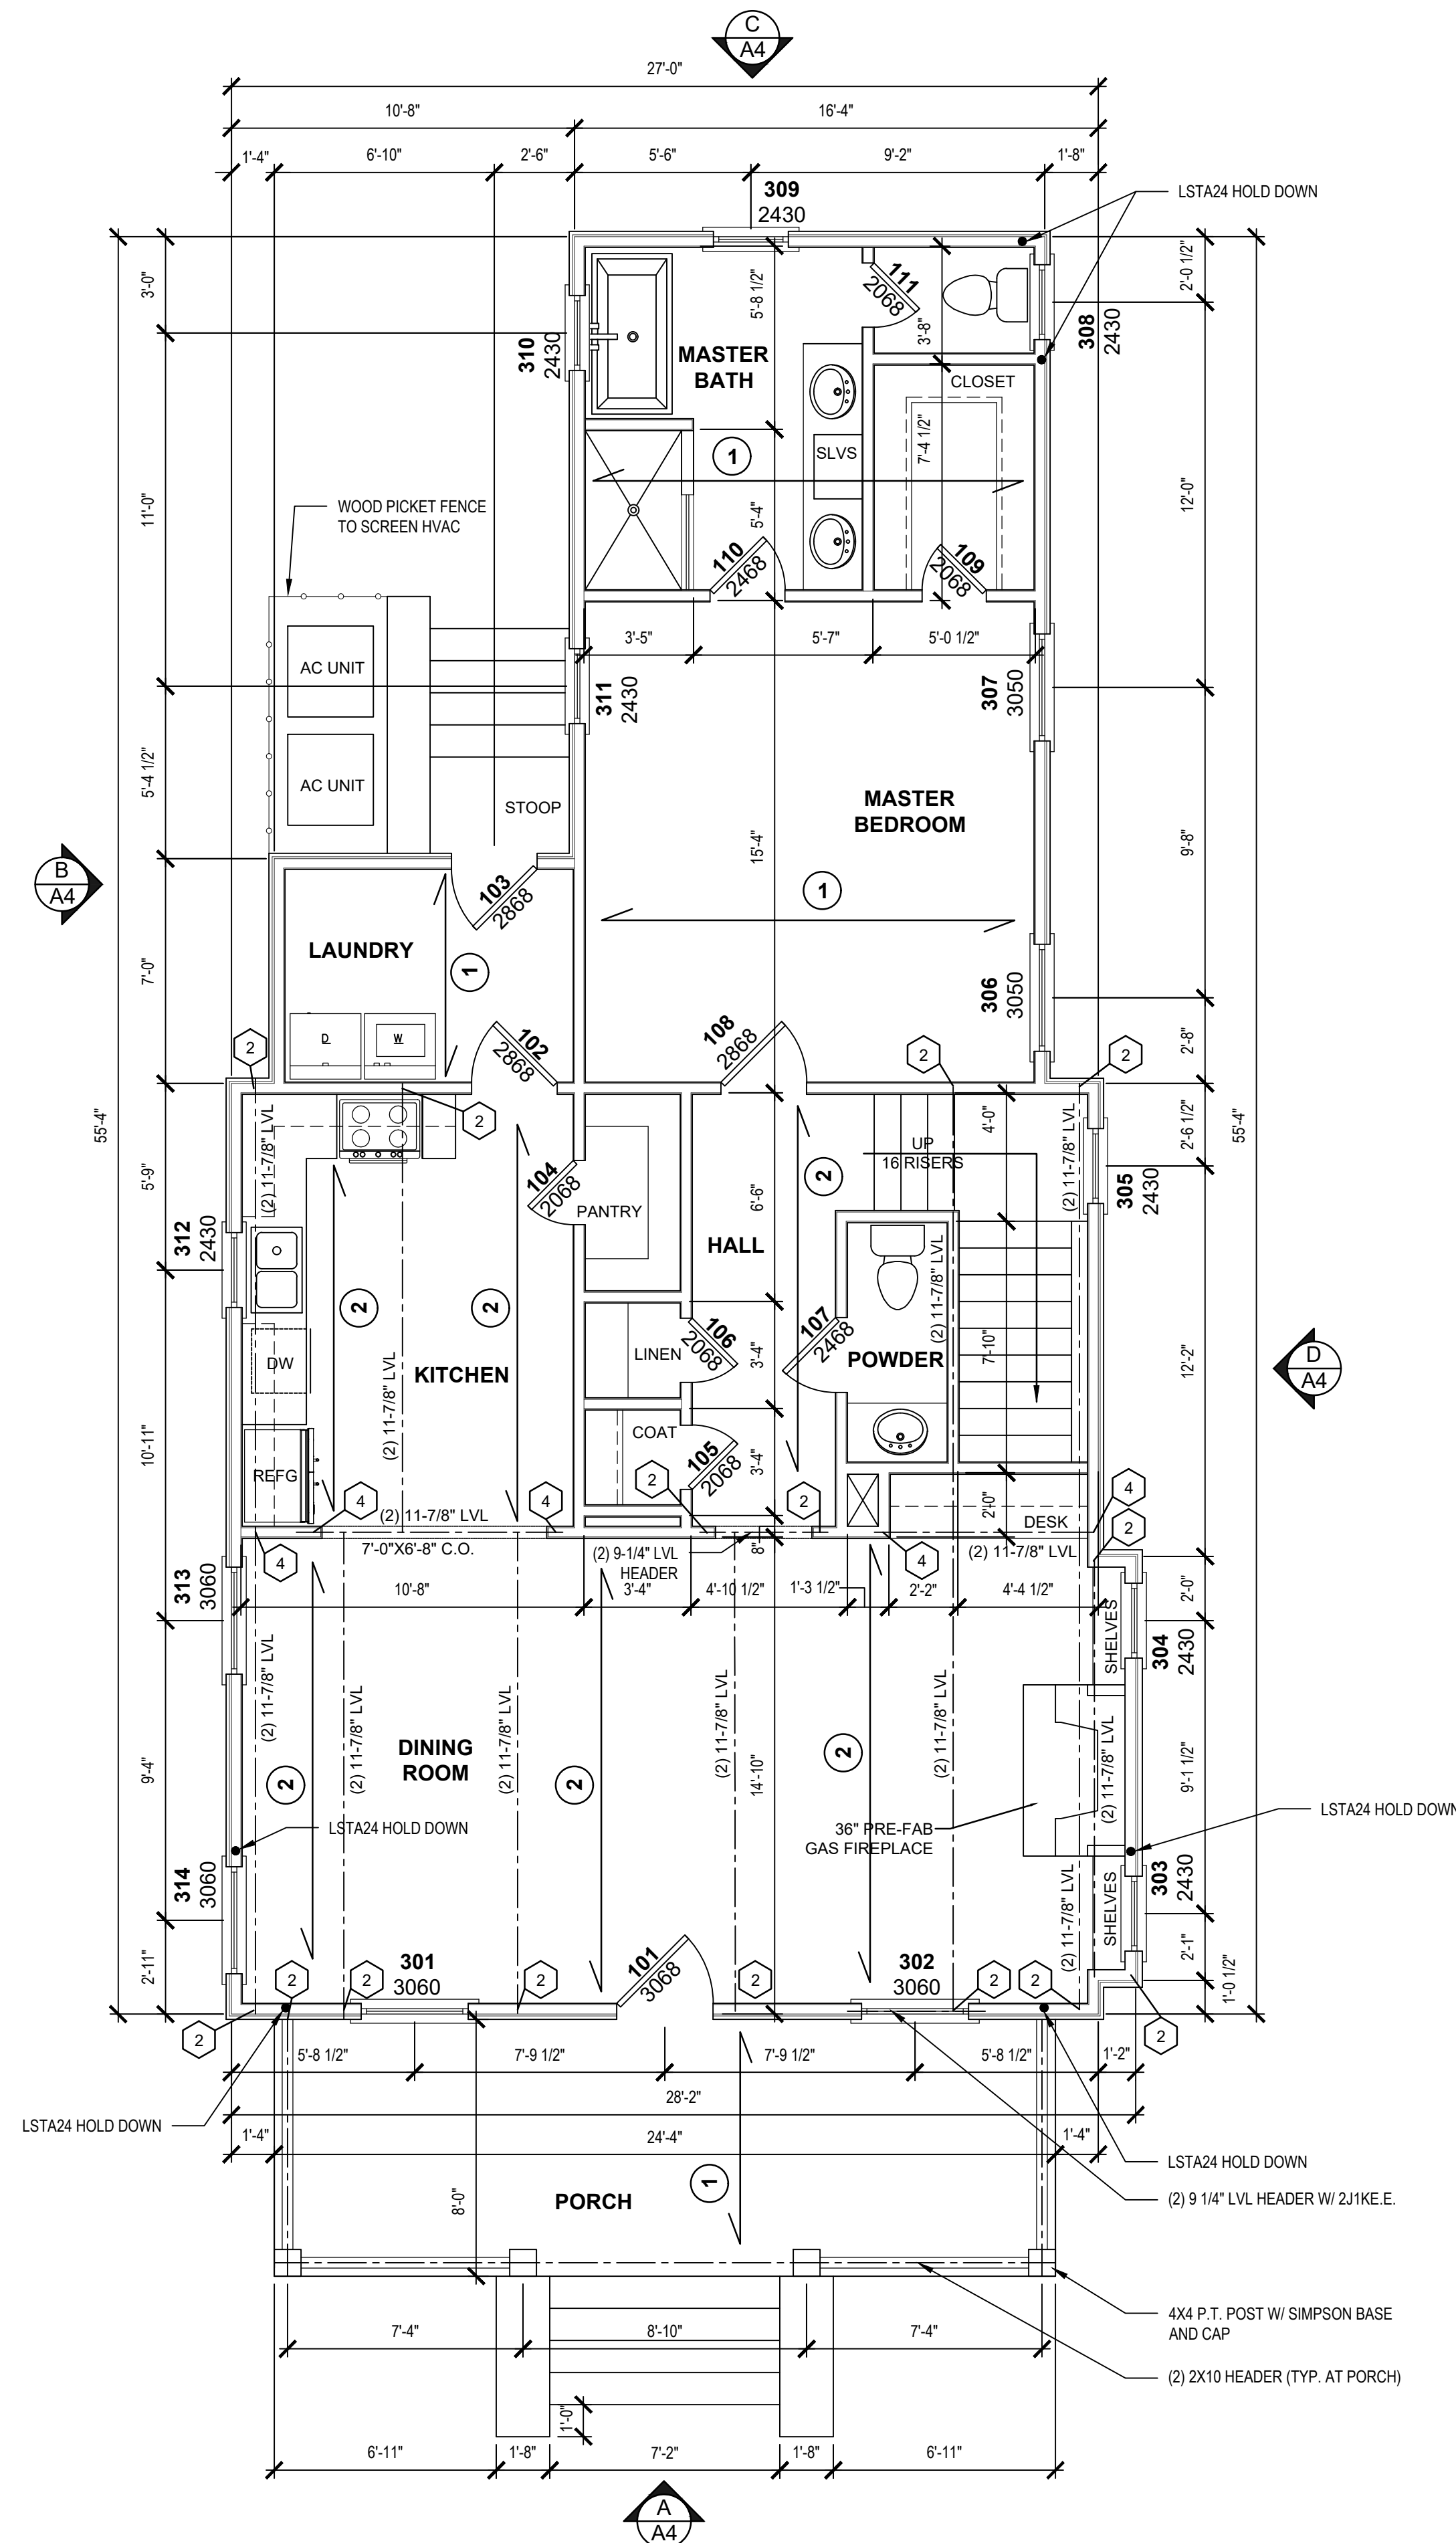 C
A4
27'-0"
10'-8"
16'-4"
1'-4"
6'-10"
2'-6"
5'-6"
9'-2"
1'-8"
309
2430
LSTA24 HOLD DOWN
3'-0"
5'-8 1/2"
111
2068
3'-8"
2'-0 1/2"
310
2430
MASTER
BATH
308
2430
CLOSET
7'-4 1/2"
1
SLVS
11'-0"
WOOD PICKET FENCE
TO SCREEN HVAC
5'-4"
12'-0"
110
2468
109
2068
3'-5"
5'-7"
5'-0 1/2"
AC UNIT
311
2430
307
3050
AC UNIT
5'-4 1/2"
STOOP
MASTER
BEDROOM
15'-4"
9'-8"
B
A4
103
2868
1
LAUNDRY
1
7'-0"
306
3050
D
W
102
2868
108
2868
2
2
2
2'-8"
55'-4"
55'-4"
(2) 11-7/8" LVL
2
4'-0"
(2) 11-7/8" LVL
2'-6 1/2"
UP
16 RISERS
5'-9"
104
2068
PANTRY
2
6'-6"
305
2430
312
2430
HALL
(2) 11-7/8" LVL
2
2
DW
KITCHEN
(2) 11-7/8" LVL
LINEN
106
2068
3'-4"
107
2468
POWDER
7'-10"
12'-2"
D
A4
10'-11"
COAT
105
2068
3'-4"
REFG
4
(2) 11-7/8" LVL
4
2
2
2'-0"
DESK
4
2
4
7'-0"X6'-8" C.O.
(2) 9-1/4" LVL
HEADER
8"
4
(2) 11-7/8" LVL
313
3060
10'-8"
3'-4"
4'-10 1/2"
1'-3 1/2"
2'-2"
4'-4 1/2"
2'-0"
SHELVES
304
2430
(2) 11-7/8" LVL
(2) 11-7/8" LVL
(2) 11-7/8" LVL
(2) 11-7/8" LVL
(2) 11-7/8" LVL
(2) 11-7/8" LVL
DINING
ROOM
2
2
2
14'-10"
9'-4"
9'-1 1/2"
LSTA24 HOLD DOWN
36" PRE-FAB
GAS FIREPLACE
LSTA24 HOLD DOWN
314
3060
303
2430
SHELVES
(2) 11-7/8" LVL
2'-11"
2'-1"
1'-0 1/2"
301
3060
101
3068
302
3060
2
2
2
2
2
2
2
2
5'-8 1/2"
7'-9 1/2"
7'-9 1/2"
5'-8 1/2"
1'-2"
28'-2"
LSTA24 HOLD DOWN
1'-4"
24'-4"
1'-4"
LSTA24 HOLD DOWN
1
PORCH
8'-0"
(2) 9 1/4" LVL HEADER W/ 2J1KE.E.
7'-4"
8'-10"
7'-4"
4X4 P.T. POST W/ SIMPSON BASE
AND CAP
(2) 2X10 HEADER (TYP. AT PORCH)
1'-0"
6'-11"
1'-8"
7'-2"
1'-8"
6'-11"
A
A4